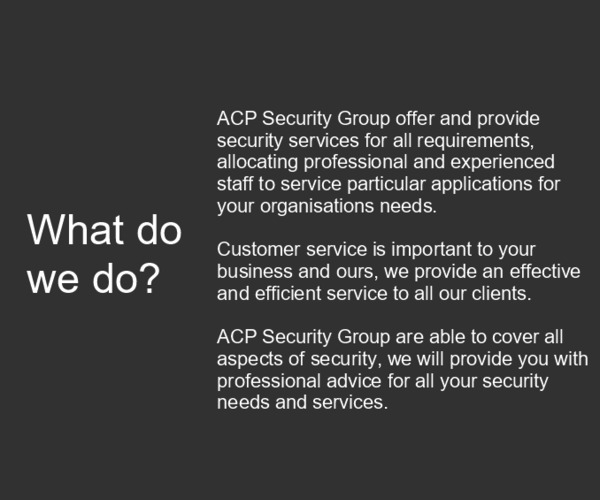 What do
we do?
ACP Security Group offer and provide
security services for all requirements,
allocating professional and experienced
staff to service particular applications for
your organisations needs.
Customer service is important to your
business and ours, we provide an effective
and efficient service to all our clients.
ACP Security Group are able to cover all
aspects of security, we will provide you with
professional advice for all your security
needs and services.